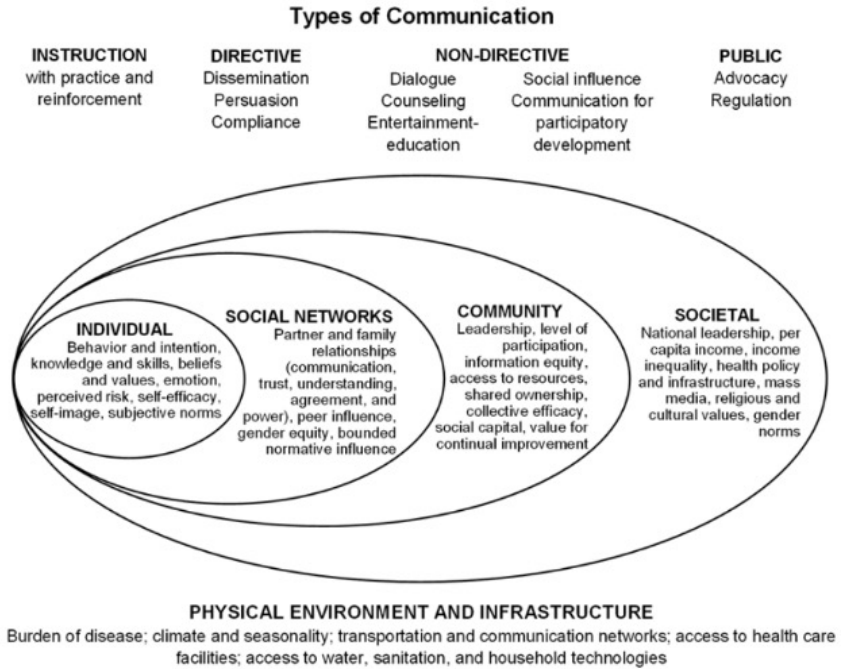 Types of Communication
INSTRUCTION
with practice and
reinforcement
DIRECTIVE
Dissemination
Persuasion
Compliance
NON-DIRECTIVE
Dialogue
Counseling
Entertainment-
education
Social influence
Communication for
participatory
development
PUBLIC
Advocacy
Regulation
INDIVIDUAL
Behavior and intention,
knowledge and skills, beliefs
and values, emotion,
perceived risk, self-efficacy,
self-image, subjective norms
SOCIAL NETWORKS
Partner and family
relationships
(communication,
trust, understanding,
agreement, and
power), peer influence,
gender equity, bounded
normative influence
COMMUNITY
Leadership, level of
participation,
information equity,
access to resources,
shared ownership,
collective efficacy,
social capital, value for
continual improvement
SOCIETAL
National leadership, per
capita income, income
inequality, health policy
and infrastructure, mass
media, religious and
cultural values, gender
norms
PHYSICAL ENVIRONMENT AND INFRASTRUCTURE
Burden of disease; climate and seasonality; transportation and communication networks; access to health care
facilities; access to water, sanitation, and household technologies